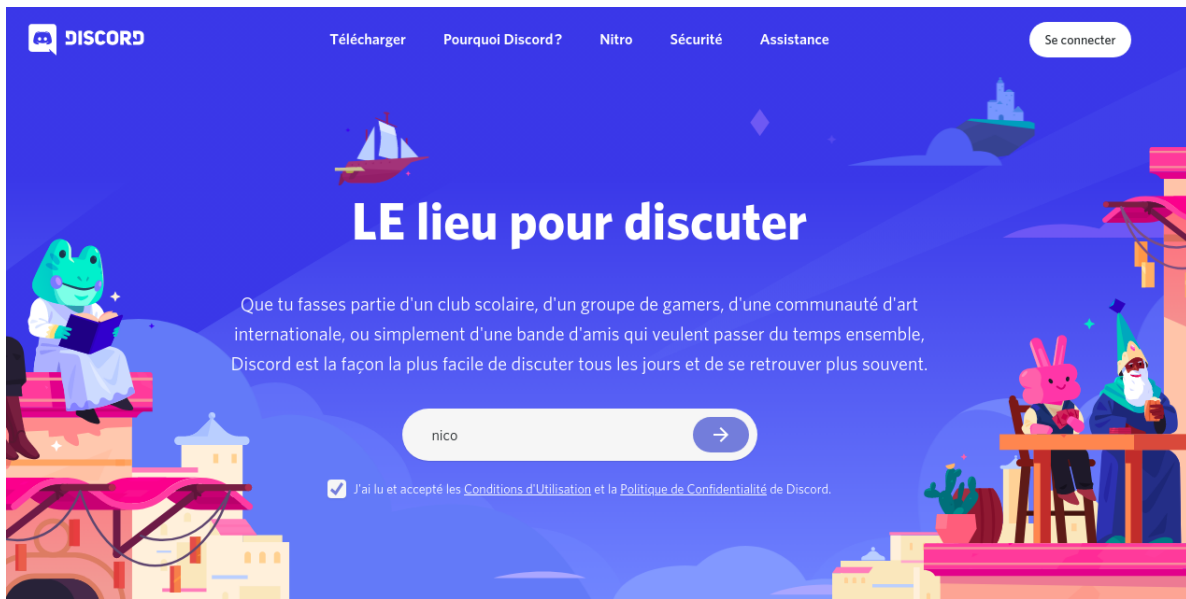 DISCORD
Télécharger
Pourquoi Discord ?
Nitro
Sécurité
Assistance
Se connecter
LE lieu pour discuter
Que tu fasses partie d'un club scolaire, d'un groupe de gamers, d'une communauté d'art
internationale, ou simplement d'une bande d'amis qui veulent passer du temps ensemble,
Discord est la façon la plus facile de discuter tous les jours et de se retrouver plus souvent.
nico
J'ai lu et accepté les Conditions d'Utilisation et la Politique de Confidentialité de Discord.